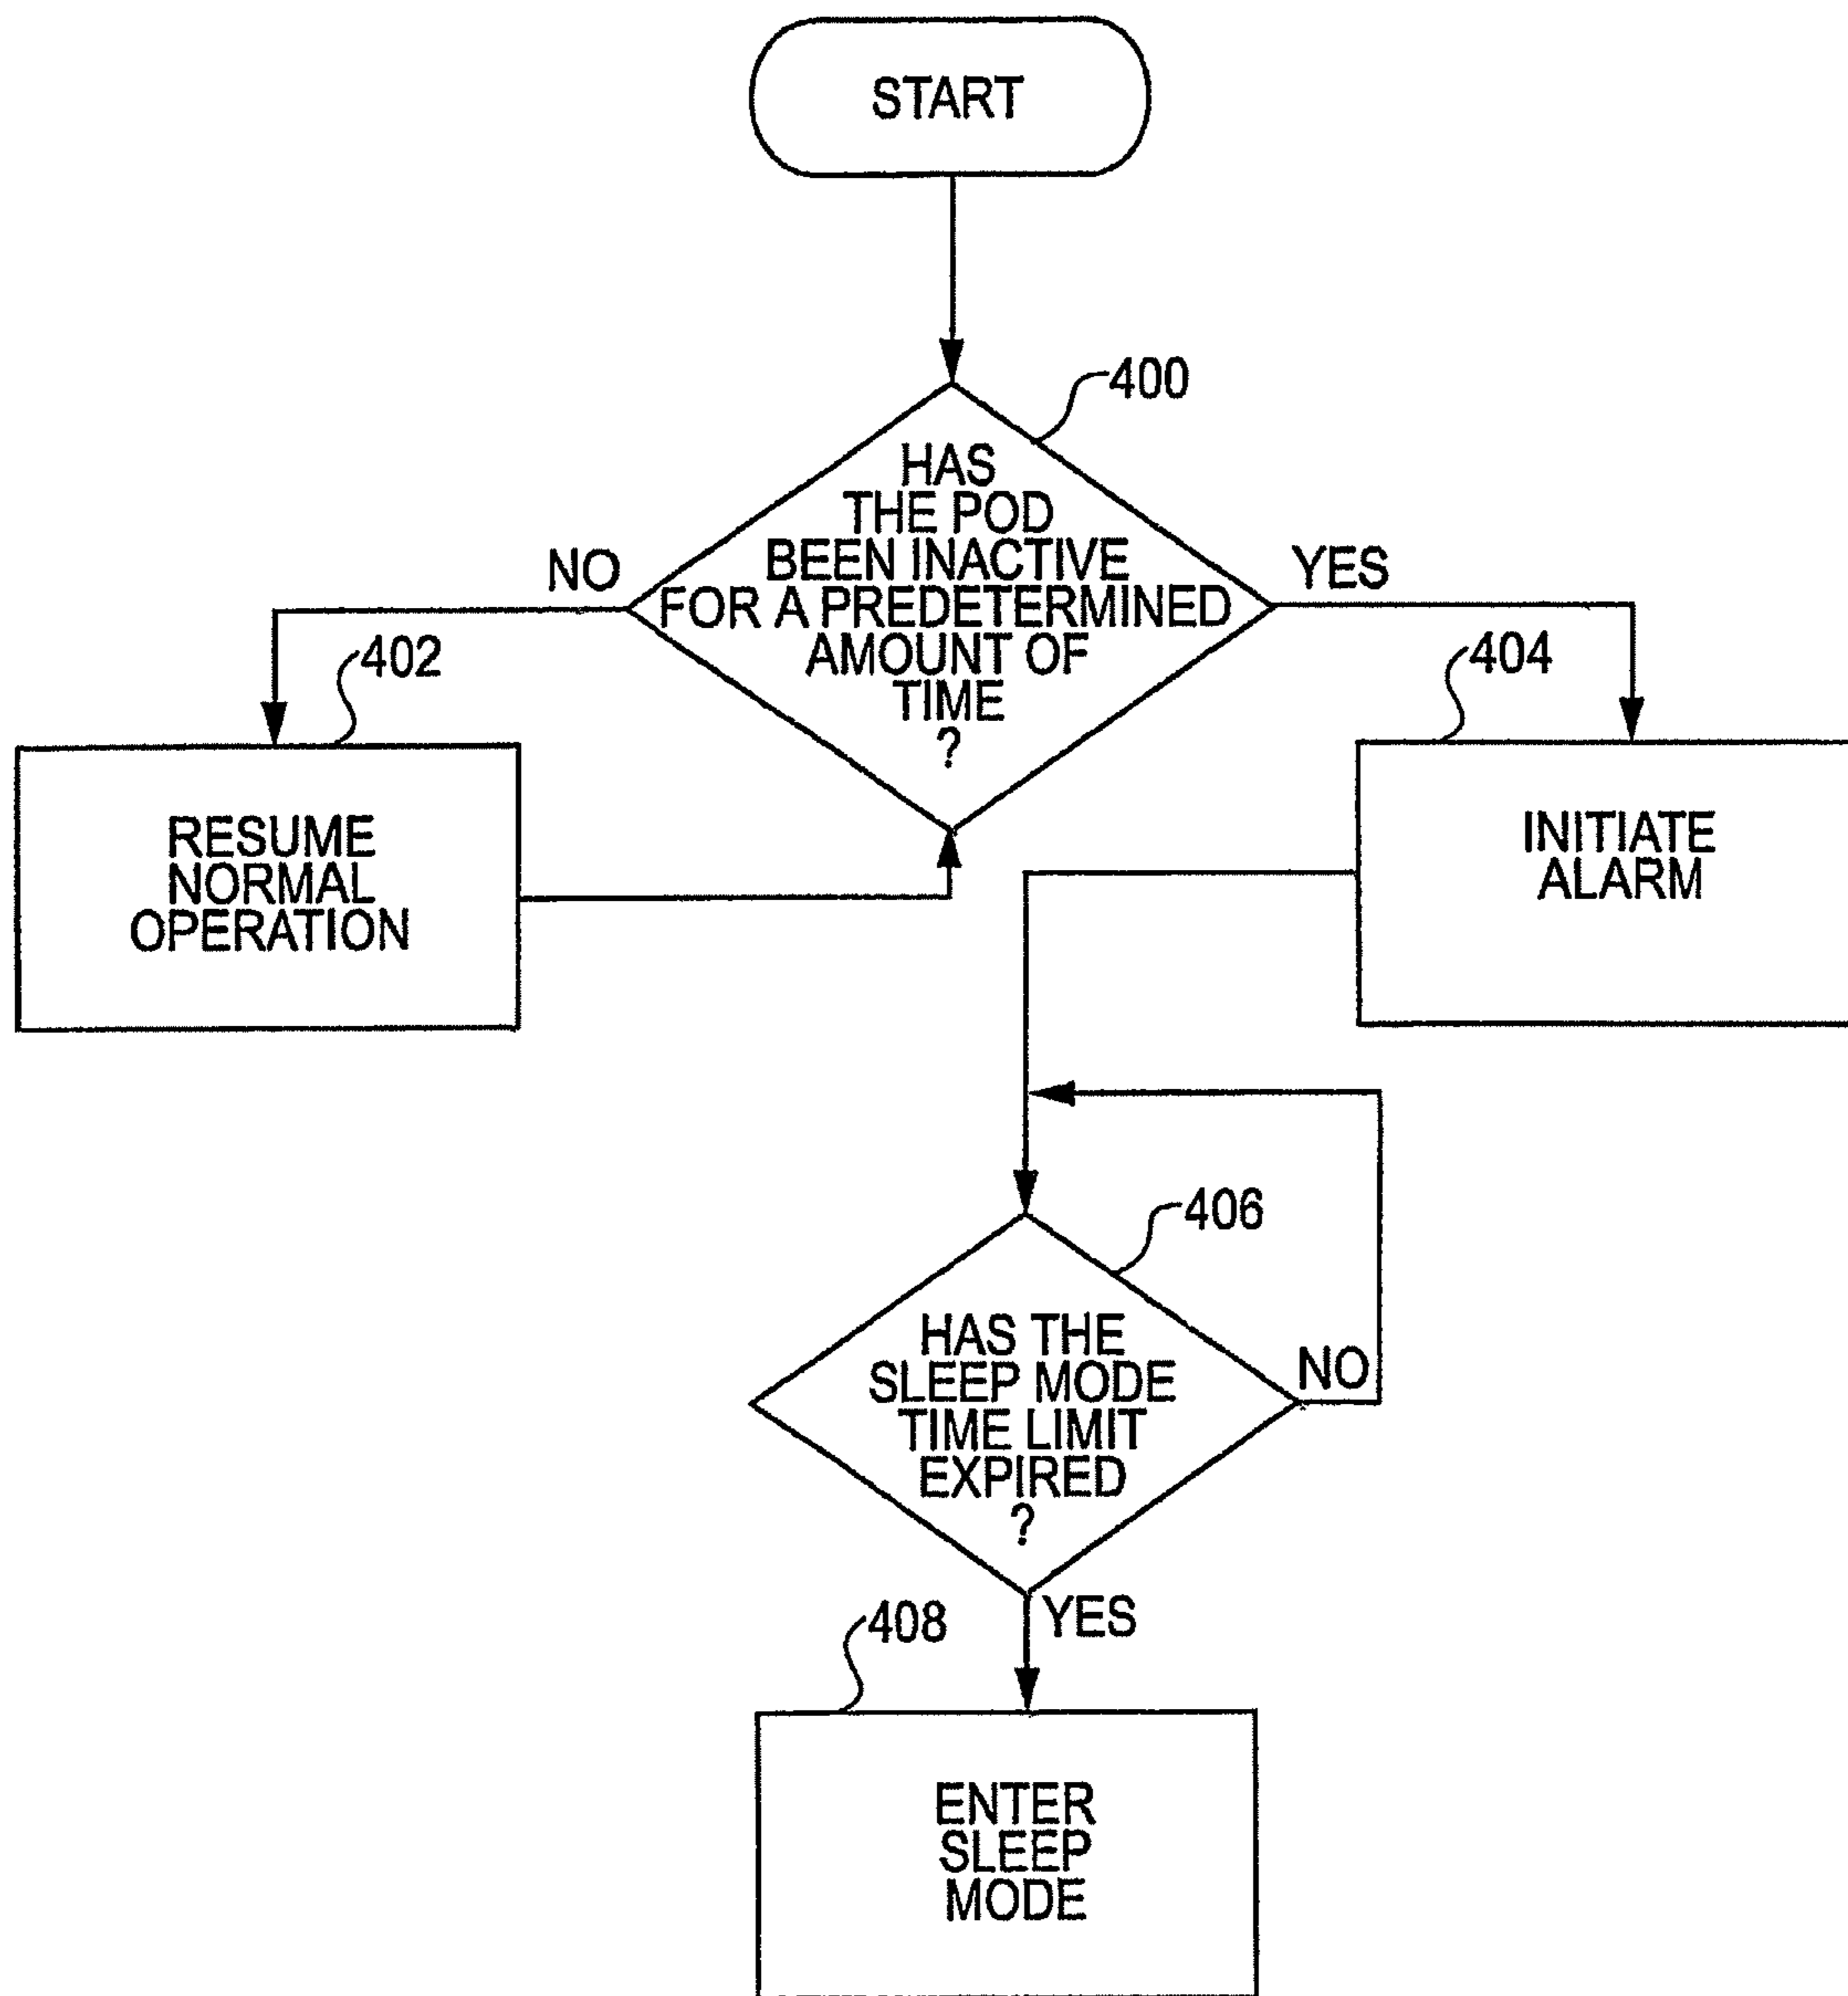 START
400
HAS
THE POD
BEEN INACTIVE
FOR A PREDETERMINED
AMOUNT OF
TIME
?
NO
YES
402
404
RESUME
NORMAL
OPERATION
INITIATE
ALARM
406
HAS THE
SLEEP MODE
TIME LIMIT
EXPIRED
?
NO
YES
408
ENTER
SLEEP
MODE